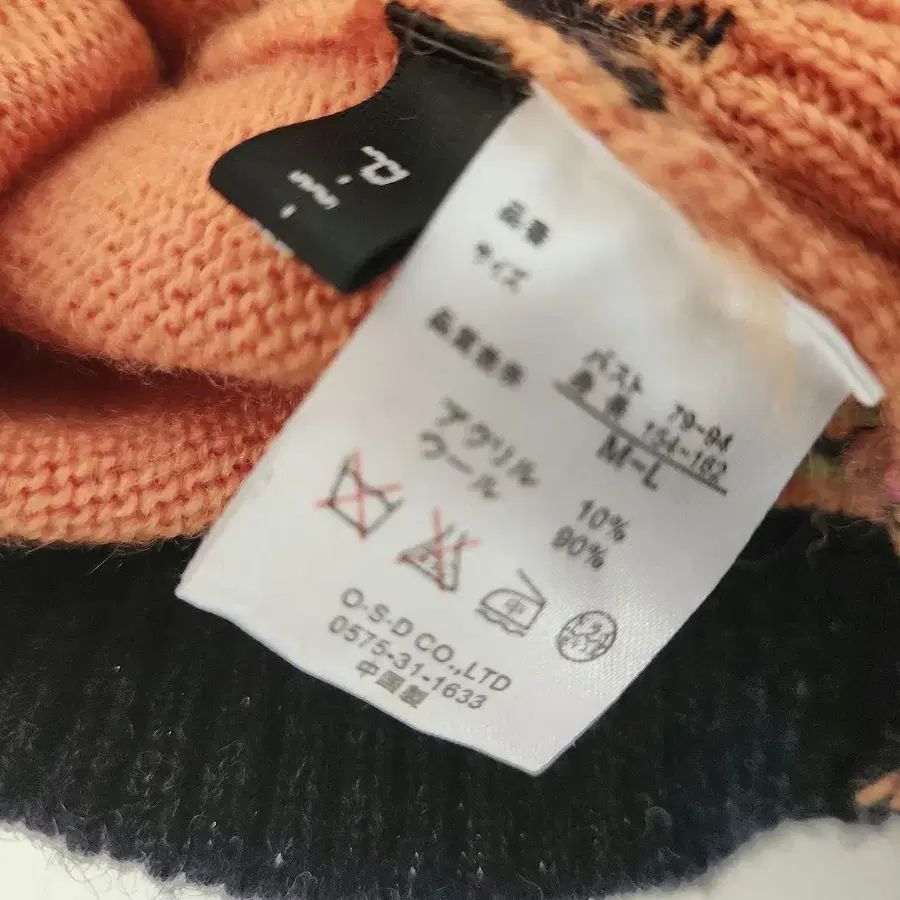 品番
サイズ
バスト 79~94
身長 154~162
M~L
品質表示
アクリル 10%
ウール 90%
中
O-S-D CO.,LTD
0575-31-1633
中国製